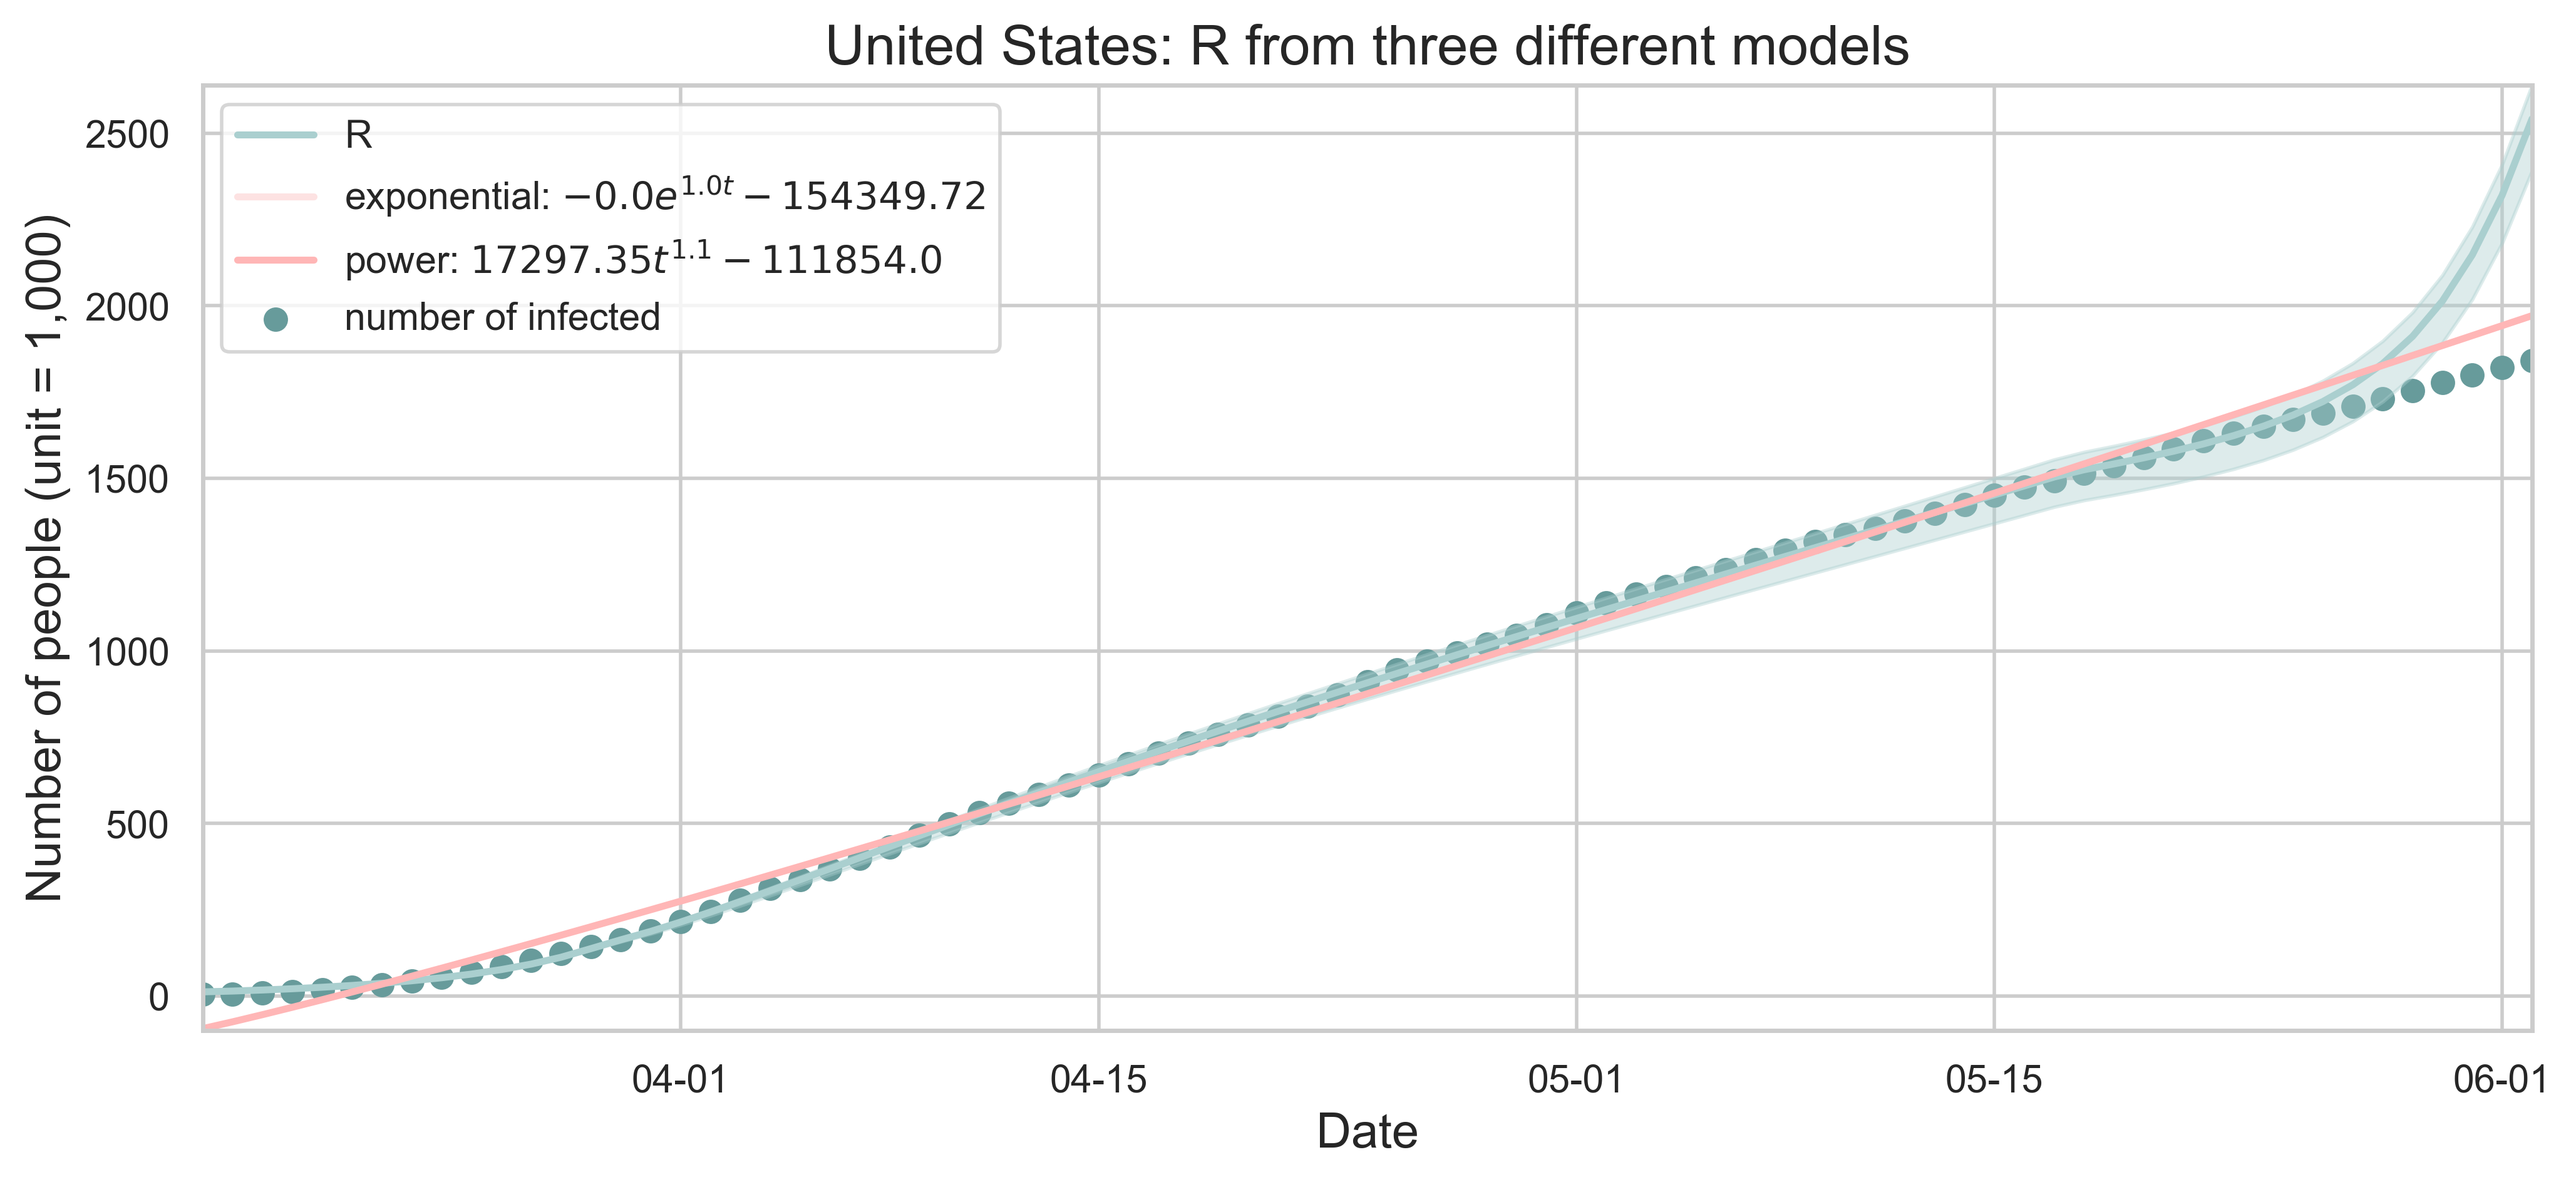 United States: R from three different models
R
exponential: −0.0e^1.0t − 154349.72
power: 17297.35t^1.1 − 111854.0
number of infected
Number of people (unit = 1,000)
2500
2000
1500
1000
500
0
04-01
04-15
05-01
05-15
06-01
Date